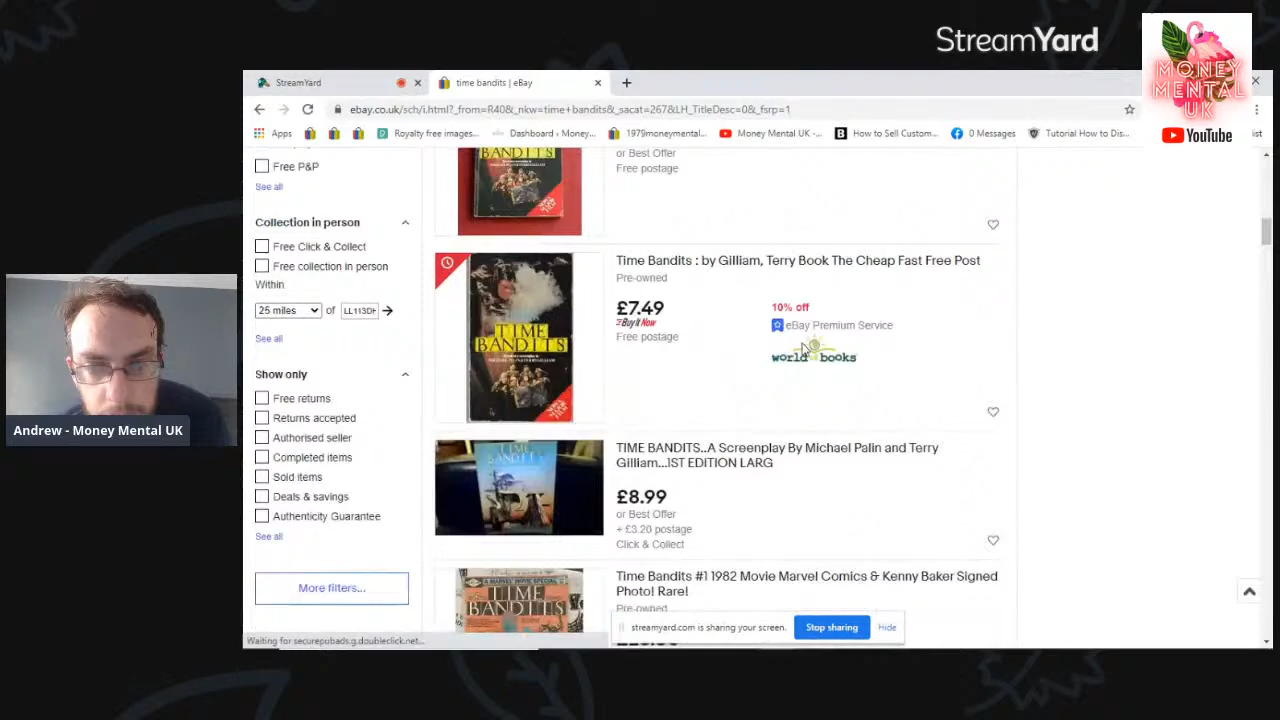 StreamYard
MONEY
MENTAL
UK
YouTube
StreamYard
time bandits | eBay
ebay.co.uk/sch/i.html?_from=R40&_nkw=time+bandits&_sacat=267&LH_TitleDesc=0&_fsrp=1
Apps
Royalty free images...
Dashboard ‹ Money...
1979moneymental...
Money Mental UK -...
How to Sell Custom...
0 Messages
Tutorial How to Dis...
list
Free P&P
See all
Collection in person
Free Click & Collect
Free collection in person
Within
25 miles
of
See all
Show only
Free returns
Returns accepted
Authorised seller
Completed items
Sold items
Deals & savings
Authenticity Guarantee
See all
More filters...
BANDITS
or Best Offer
Free postage
TIME
BANDITS
Time Bandits : by Gilliam, Terry Book The Cheap Fast Free Post
Pre-owned
£7.49
Buy It Now
Free postage
10% off
eBay Premium Service
world of books
TIME BANDITS..A Screenplay By Michael Palin and Terry
Gilliam...1ST EDITION LARG
£8.99
or Best Offer
+ £3.20 postage
Click & Collect
TIME
BANDITS
A MARVEL MOVIE SPECIAL
TIME
BANDITS
Time Bandits #1 1982 Movie Marvel Comics & Kenny Baker Signed
Photo! Rare!
Pre-owned
streamyard.com is sharing your screen.
Stop sharing
Hide
Waiting for securepubads.g.doubleclick.net...
Andrew - Money Mental UK